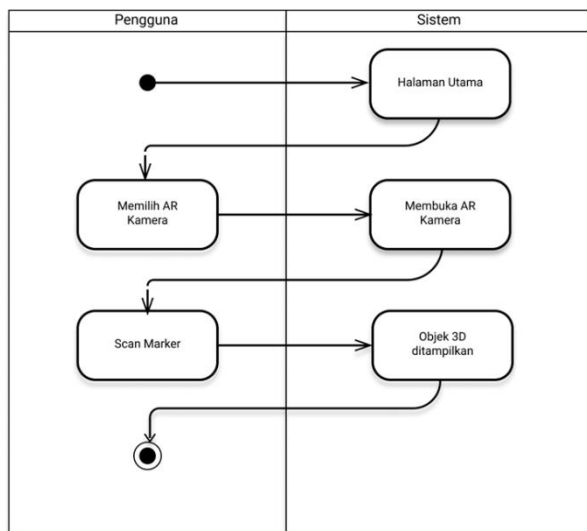 Pengguna
Sistem
Halaman Utama
Memilih AR
Kamera
Membuka AR
Kamera
Scan Marker
Objek 3D
ditampilkan